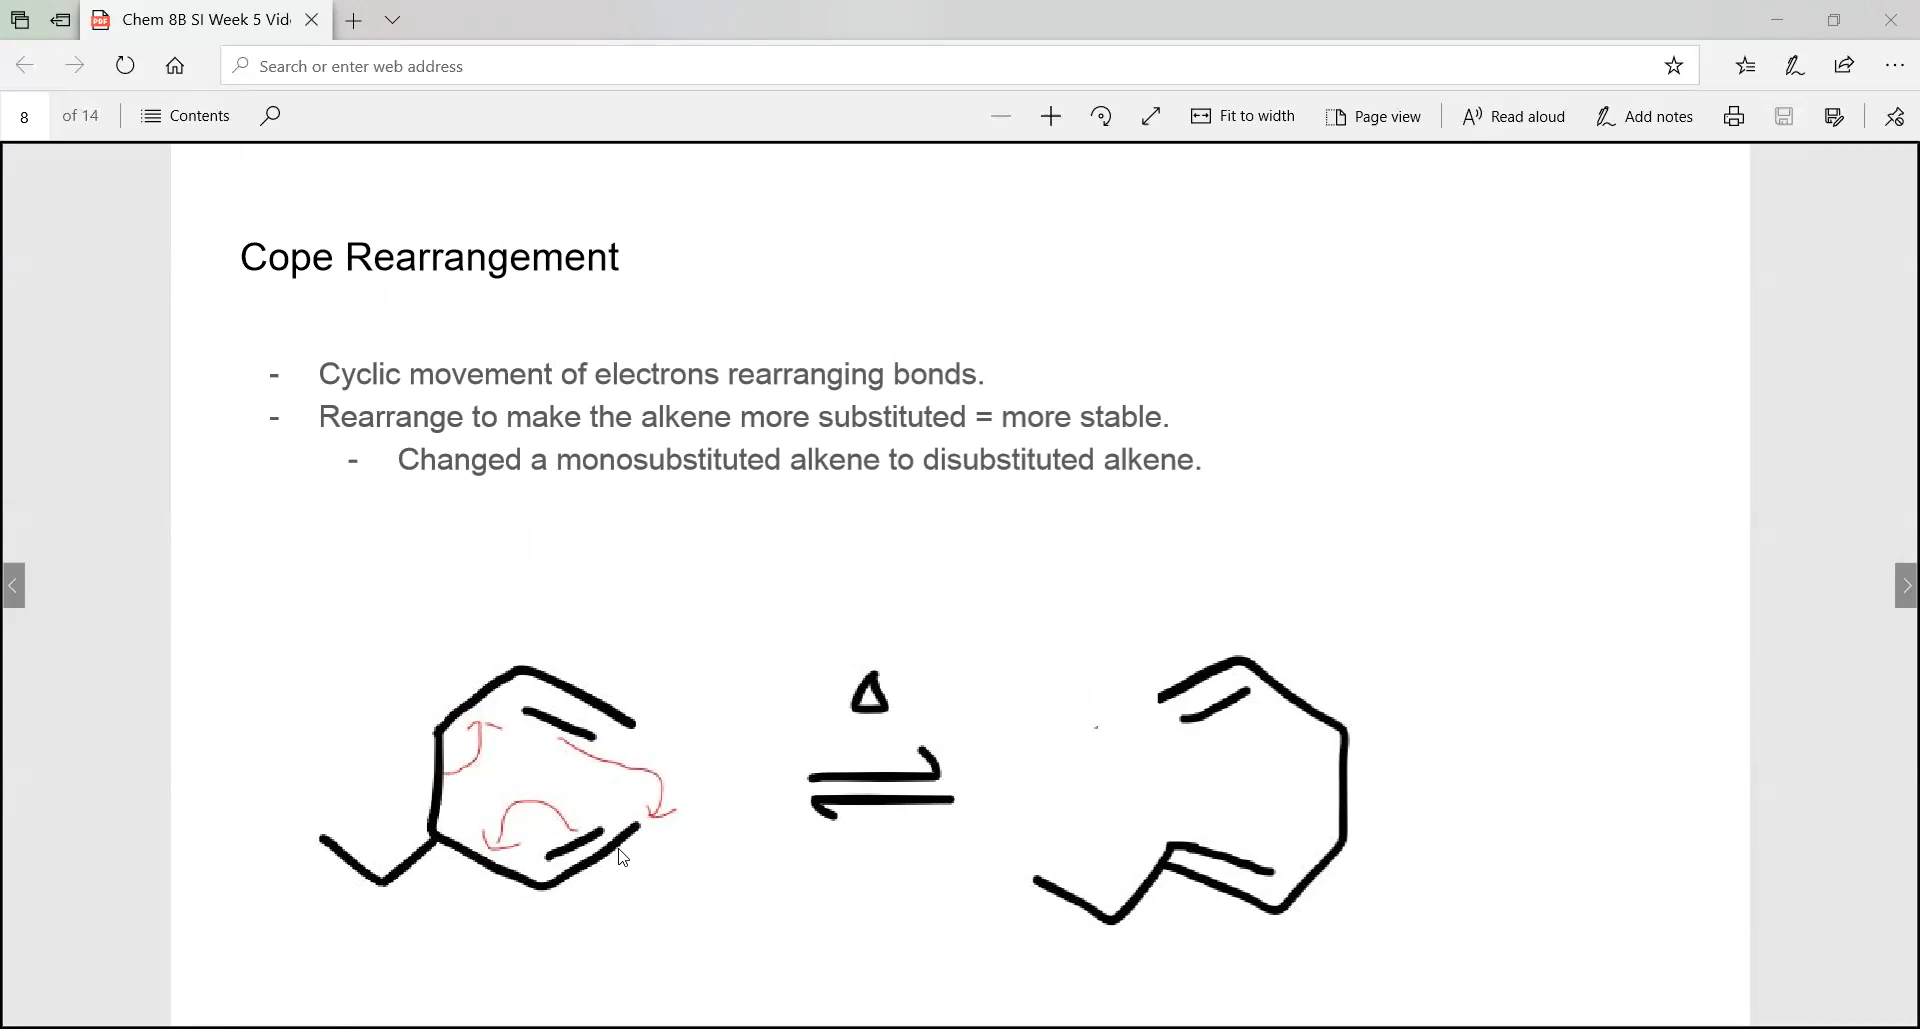 Chem 8B SI Week 5 Vid
Search or enter web address
8 of 14 Contents Fit to width Page view Read aloud Add notes
Cope Rearrangement
- Cyclic movement of electrons rearranging bonds.
- Rearrange to make the alkene more substituted = more stable.
- Changed a monosubstituted alkene to disubstituted alkene.
Δ